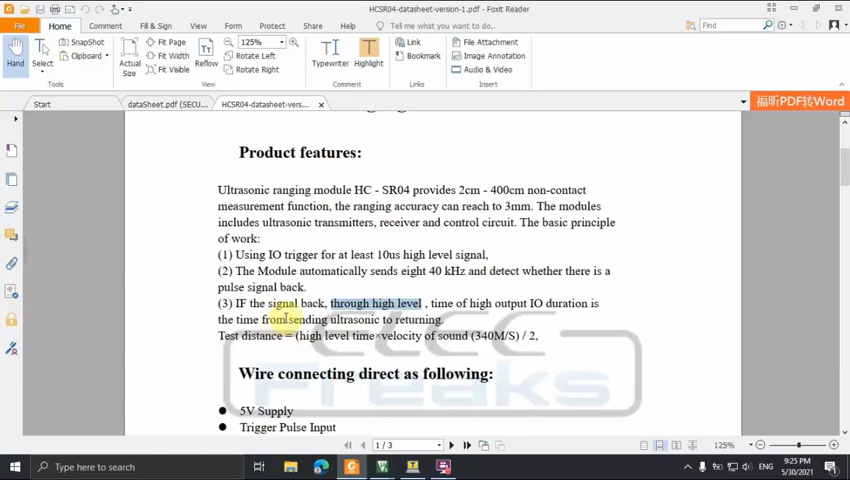 HCSR04-datasheet-version-1.pdf - Foxit Reader
File Home Comment Fill & Sign View Form Protect Share Help Tell me what you want to do... Find
Hand Select SnapShot Clipboard Actual Size Fit Page Fit Width Fit Visible Reflow 125% Rotate Left Rotate Right Typewriter Highlight Link Bookmark File Attachment Image Annotation Audio & Video
Tools View Comment Links Insert
Start dataSheet.pdf (SECU... HCSR04-datasheet-vers... 福昕PDF转Word
Product features:
Ultrasonic ranging module HC - SR04 provides 2cm - 400cm non-contact
measurement function, the ranging accuracy can reach to 3mm. The modules
includes ultrasonic transmitters, receiver and control circuit. The basic principle
of work:
(1) Using IO trigger for at least 10us high level signal,
(2) The Module automatically sends eight 40 kHz and detect whether there is a
pulse signal back.
(3) IF the signal back, through high level , time of high output IO duration is
the time from sending ultrasonic to returning.
Test distance = (high level time×velocity of sound (340M/S) / 2,
ELEC
Freaks
Wire connecting direct as following:
● 5V Supply
● Trigger Pulse Input
1 / 3 125%
Type here to search ENG 9:25 PM
5/30/2021